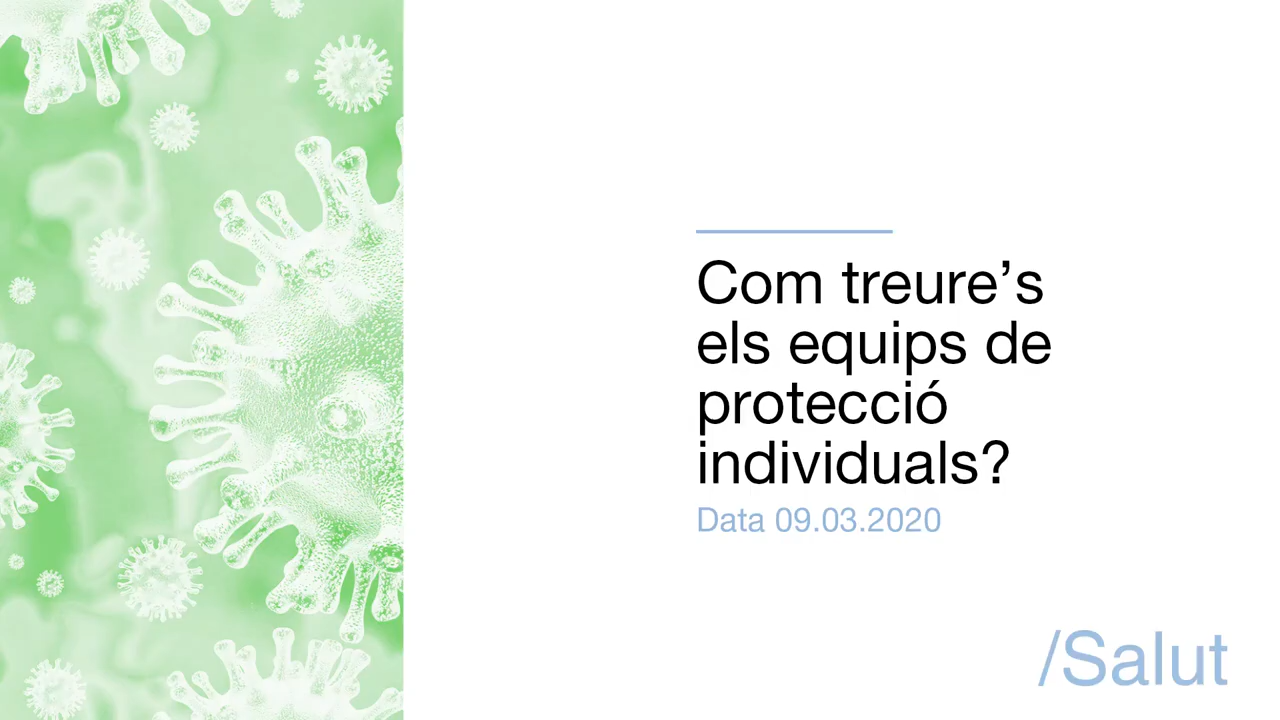 Com treure’s
els equips de
protecció
individuals?
Data 09.03.2020
/Salut